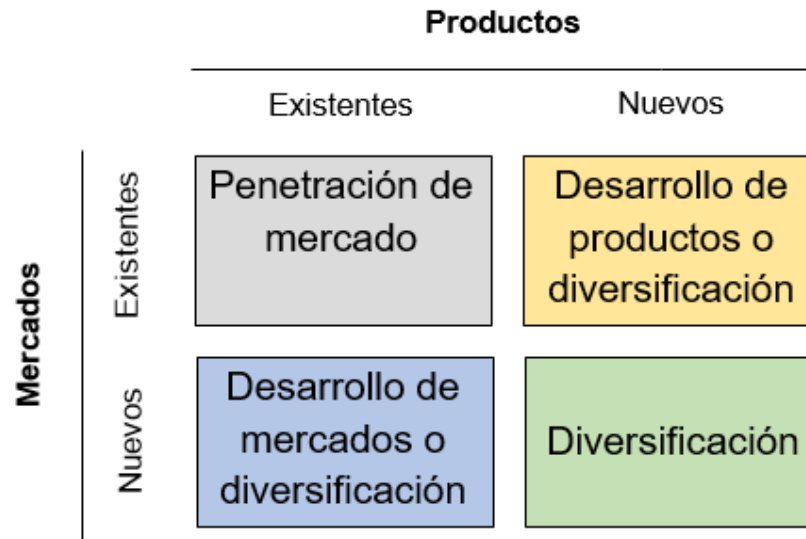 Productos
Existentes
Nuevos
Mercados
Existentes
Penetración de
mercado
Desarrollo de
productos o
diversificación
Nuevos
Desarrollo de
mercados o
diversificación
Diversificación